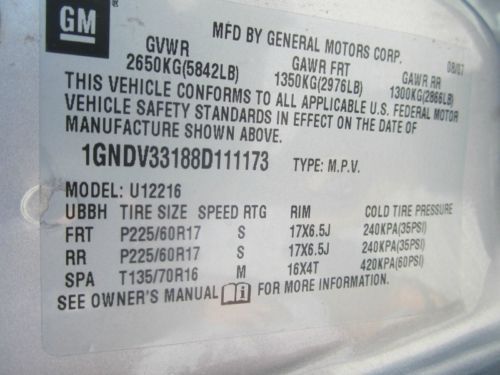 GM
MFD BY GENERAL MOTORS CORP. 08/07
GVWR GAWR FRT GAWR RR
2650KG(5842LB) 1350KG(2976LB) 1300KG(2866LB)
THIS VEHICLE CONFORMS TO ALL APPLICABLE U.S. FEDERAL MOTOR
VEHICLE SAFETY STANDARDS IN EFFECT ON THE DATE OF
MANUFACTURE SHOWN ABOVE.
1GNDV33188D111173 TYPE: M.P.V.
MODEL: U12216
UBBH TIRE SIZE SPEED RTG RIM COLD TIRE PRESSURE
FRT P225/60R17 S 17X6.5J 240KPA(35PSI)
RR P225/60R17 S 17X6.5J 240KPA(35PSI)
SPA T135/70R16 M 16X4T 420KPA(60PSI)
SEE OWNER'S MANUAL FOR MORE INFORMATION.